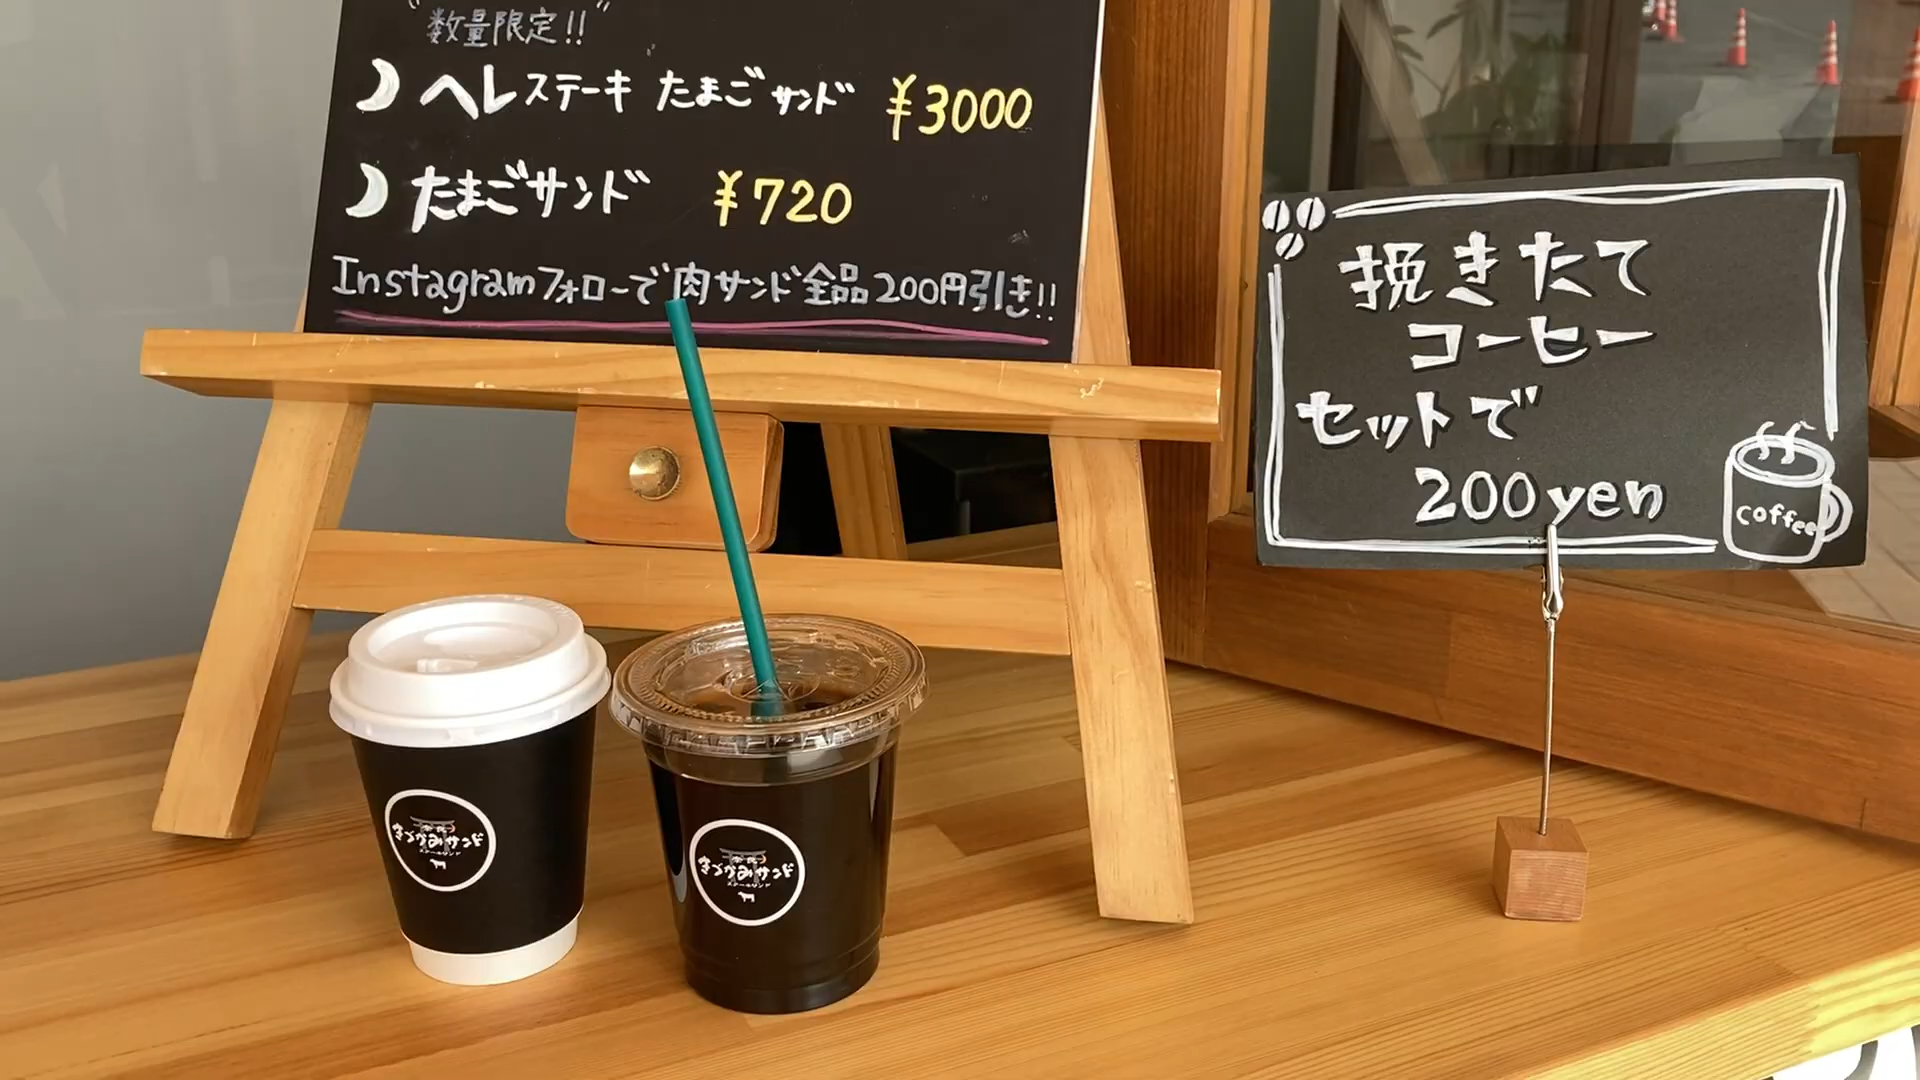 "数量限定!!"
ヘレステーキ たまごサンド ¥3000
たまごサンド ¥720
Instagramフォローで肉サンド全品200円引き!!
挽きたて
コーヒー
セットで
200yen
coffee
きづかみサンド
きづかみサンド